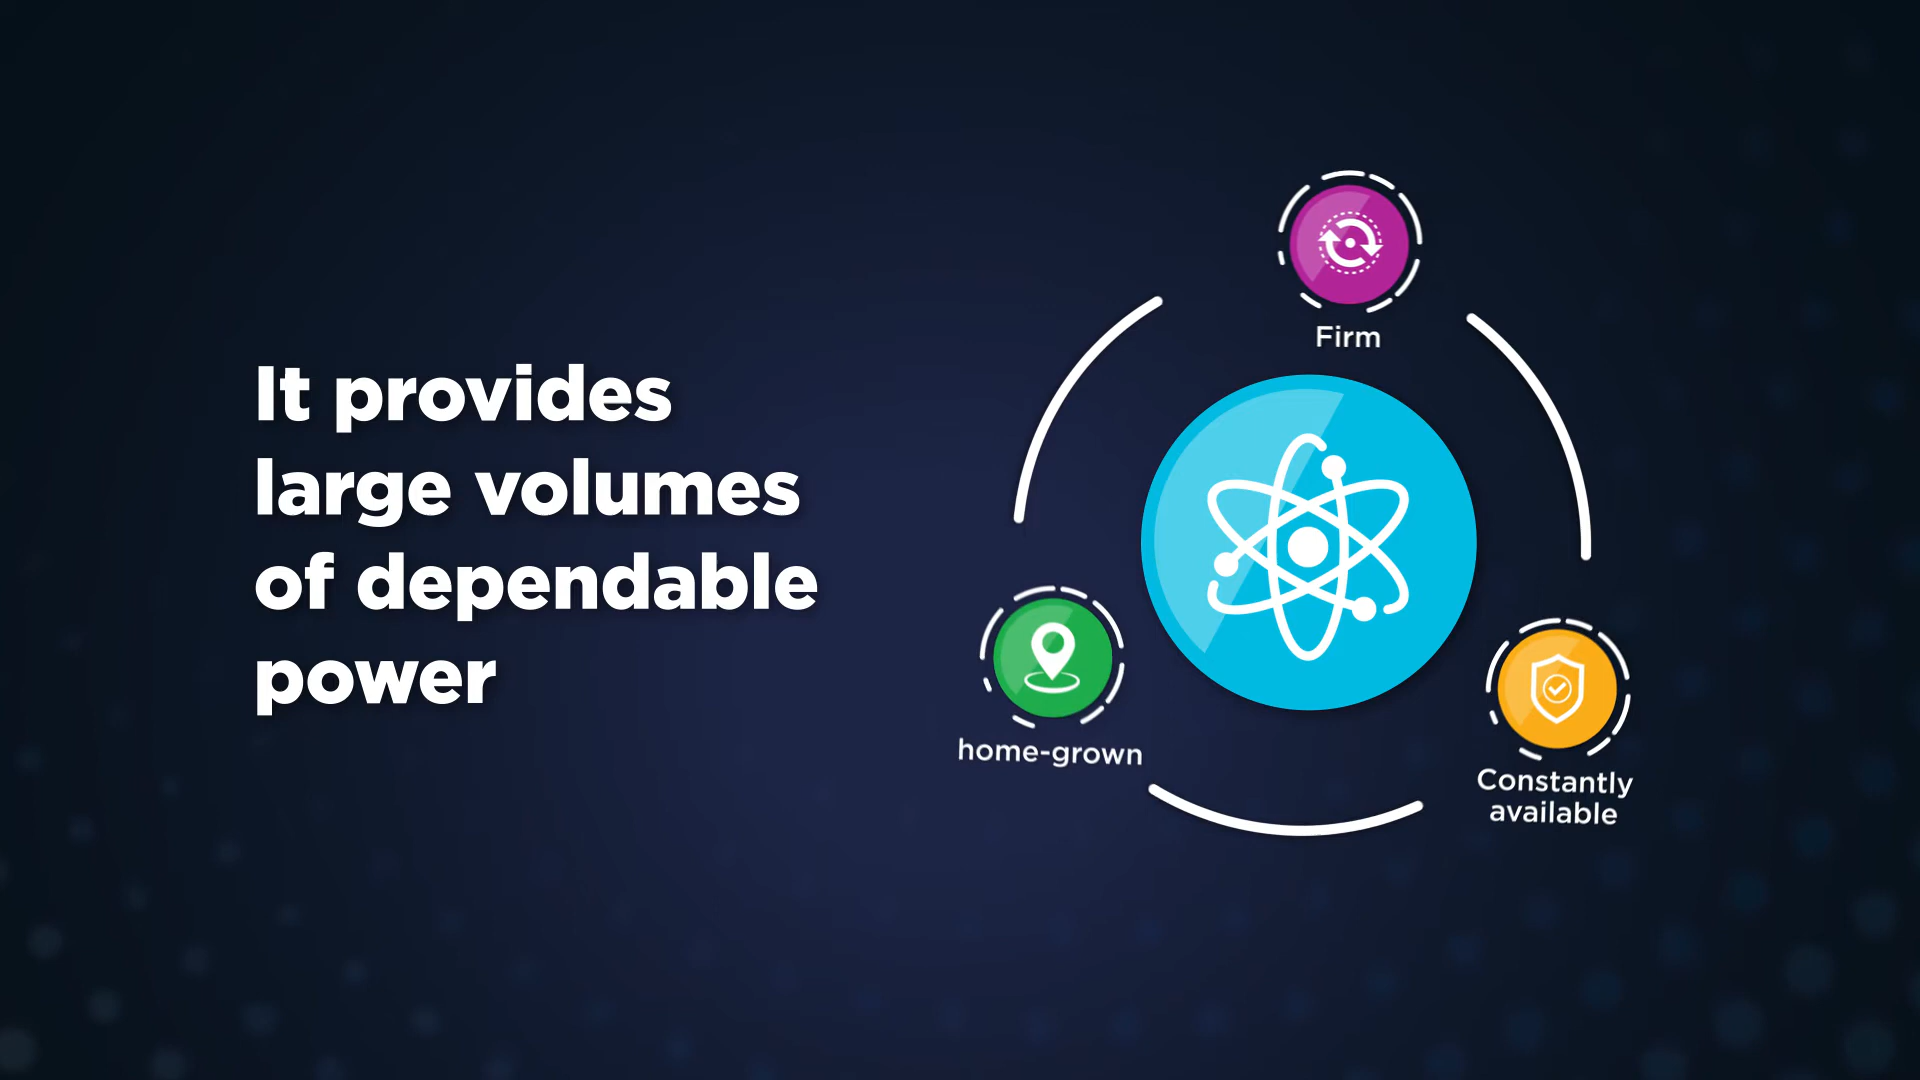 It provides
large volumes
of dependable
power
Firm
home-grown
Constantly
available